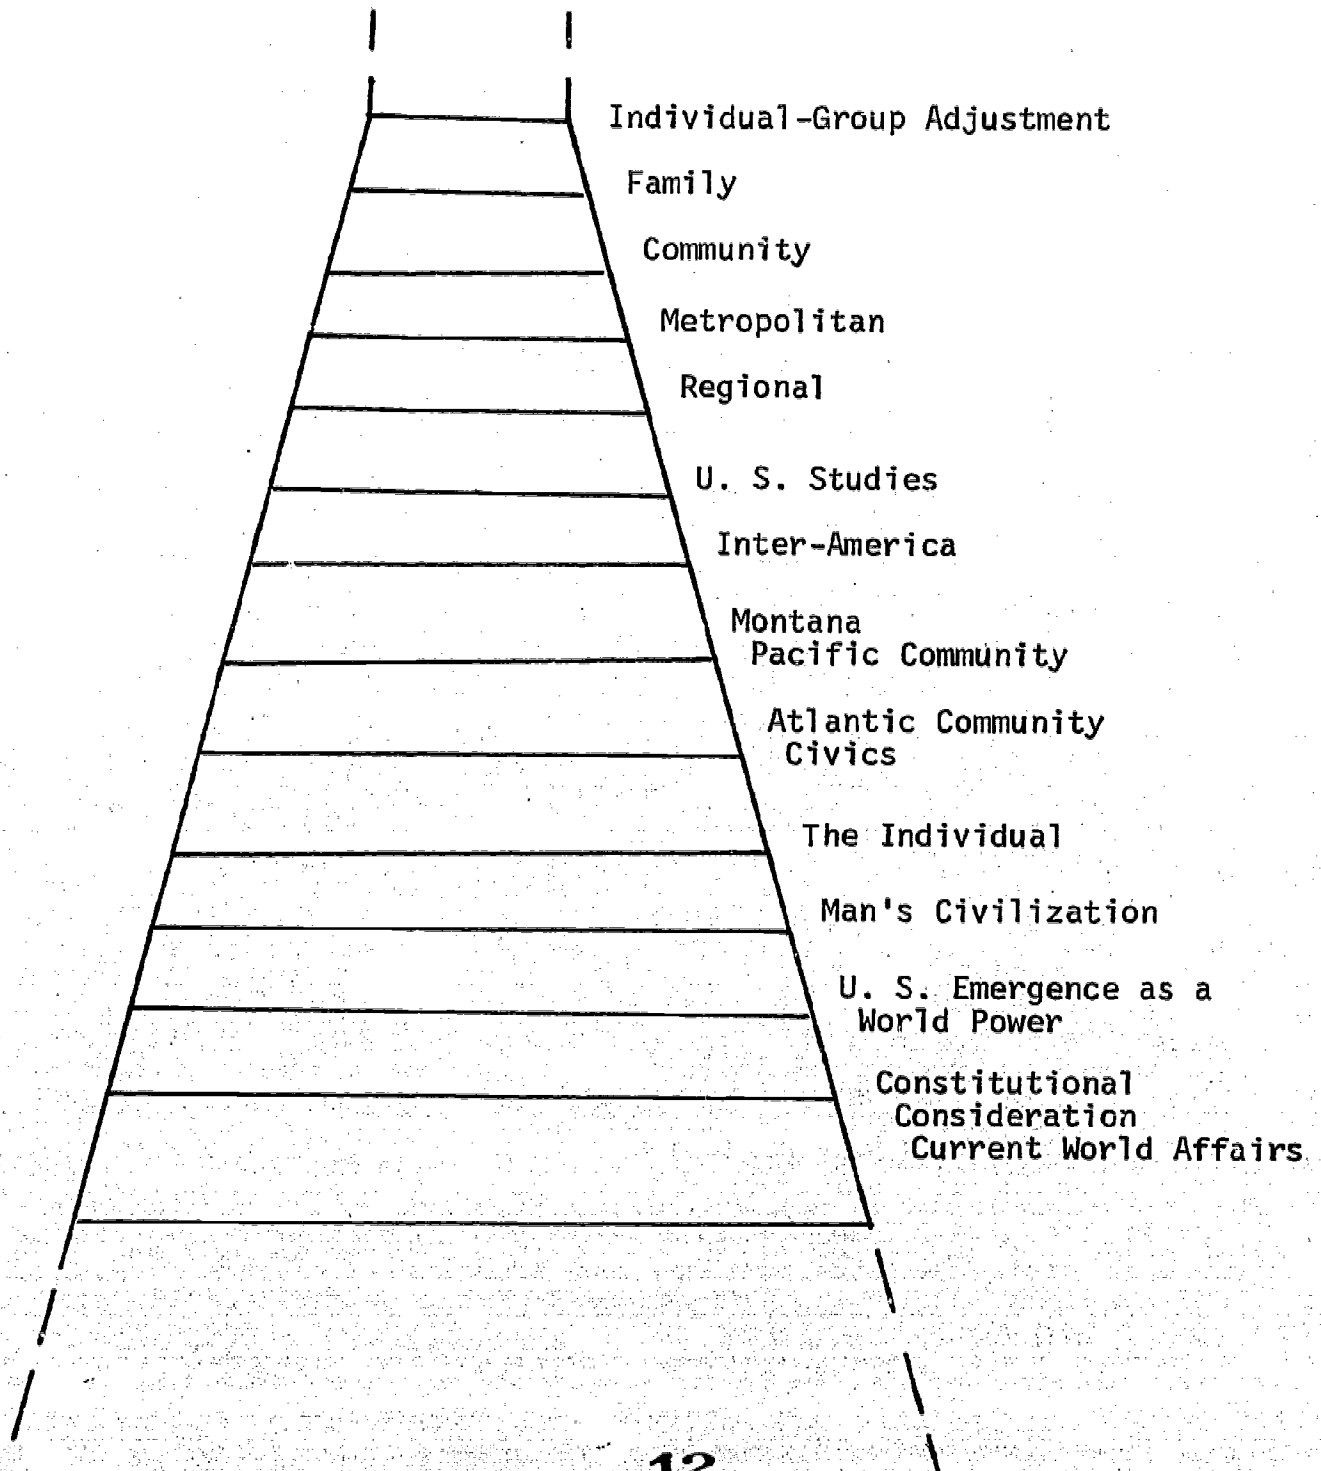 Individual-Group Adjustment
Family
Community
Metropolitan
Regional
U. S. Studies
Inter-America
Montana
Pacific Community
Atlantic Community
Civics
The Individual
Man's Civilization
U. S. Emergence as a
World Power
Constitutional
Consideration
Current World Affairs
12